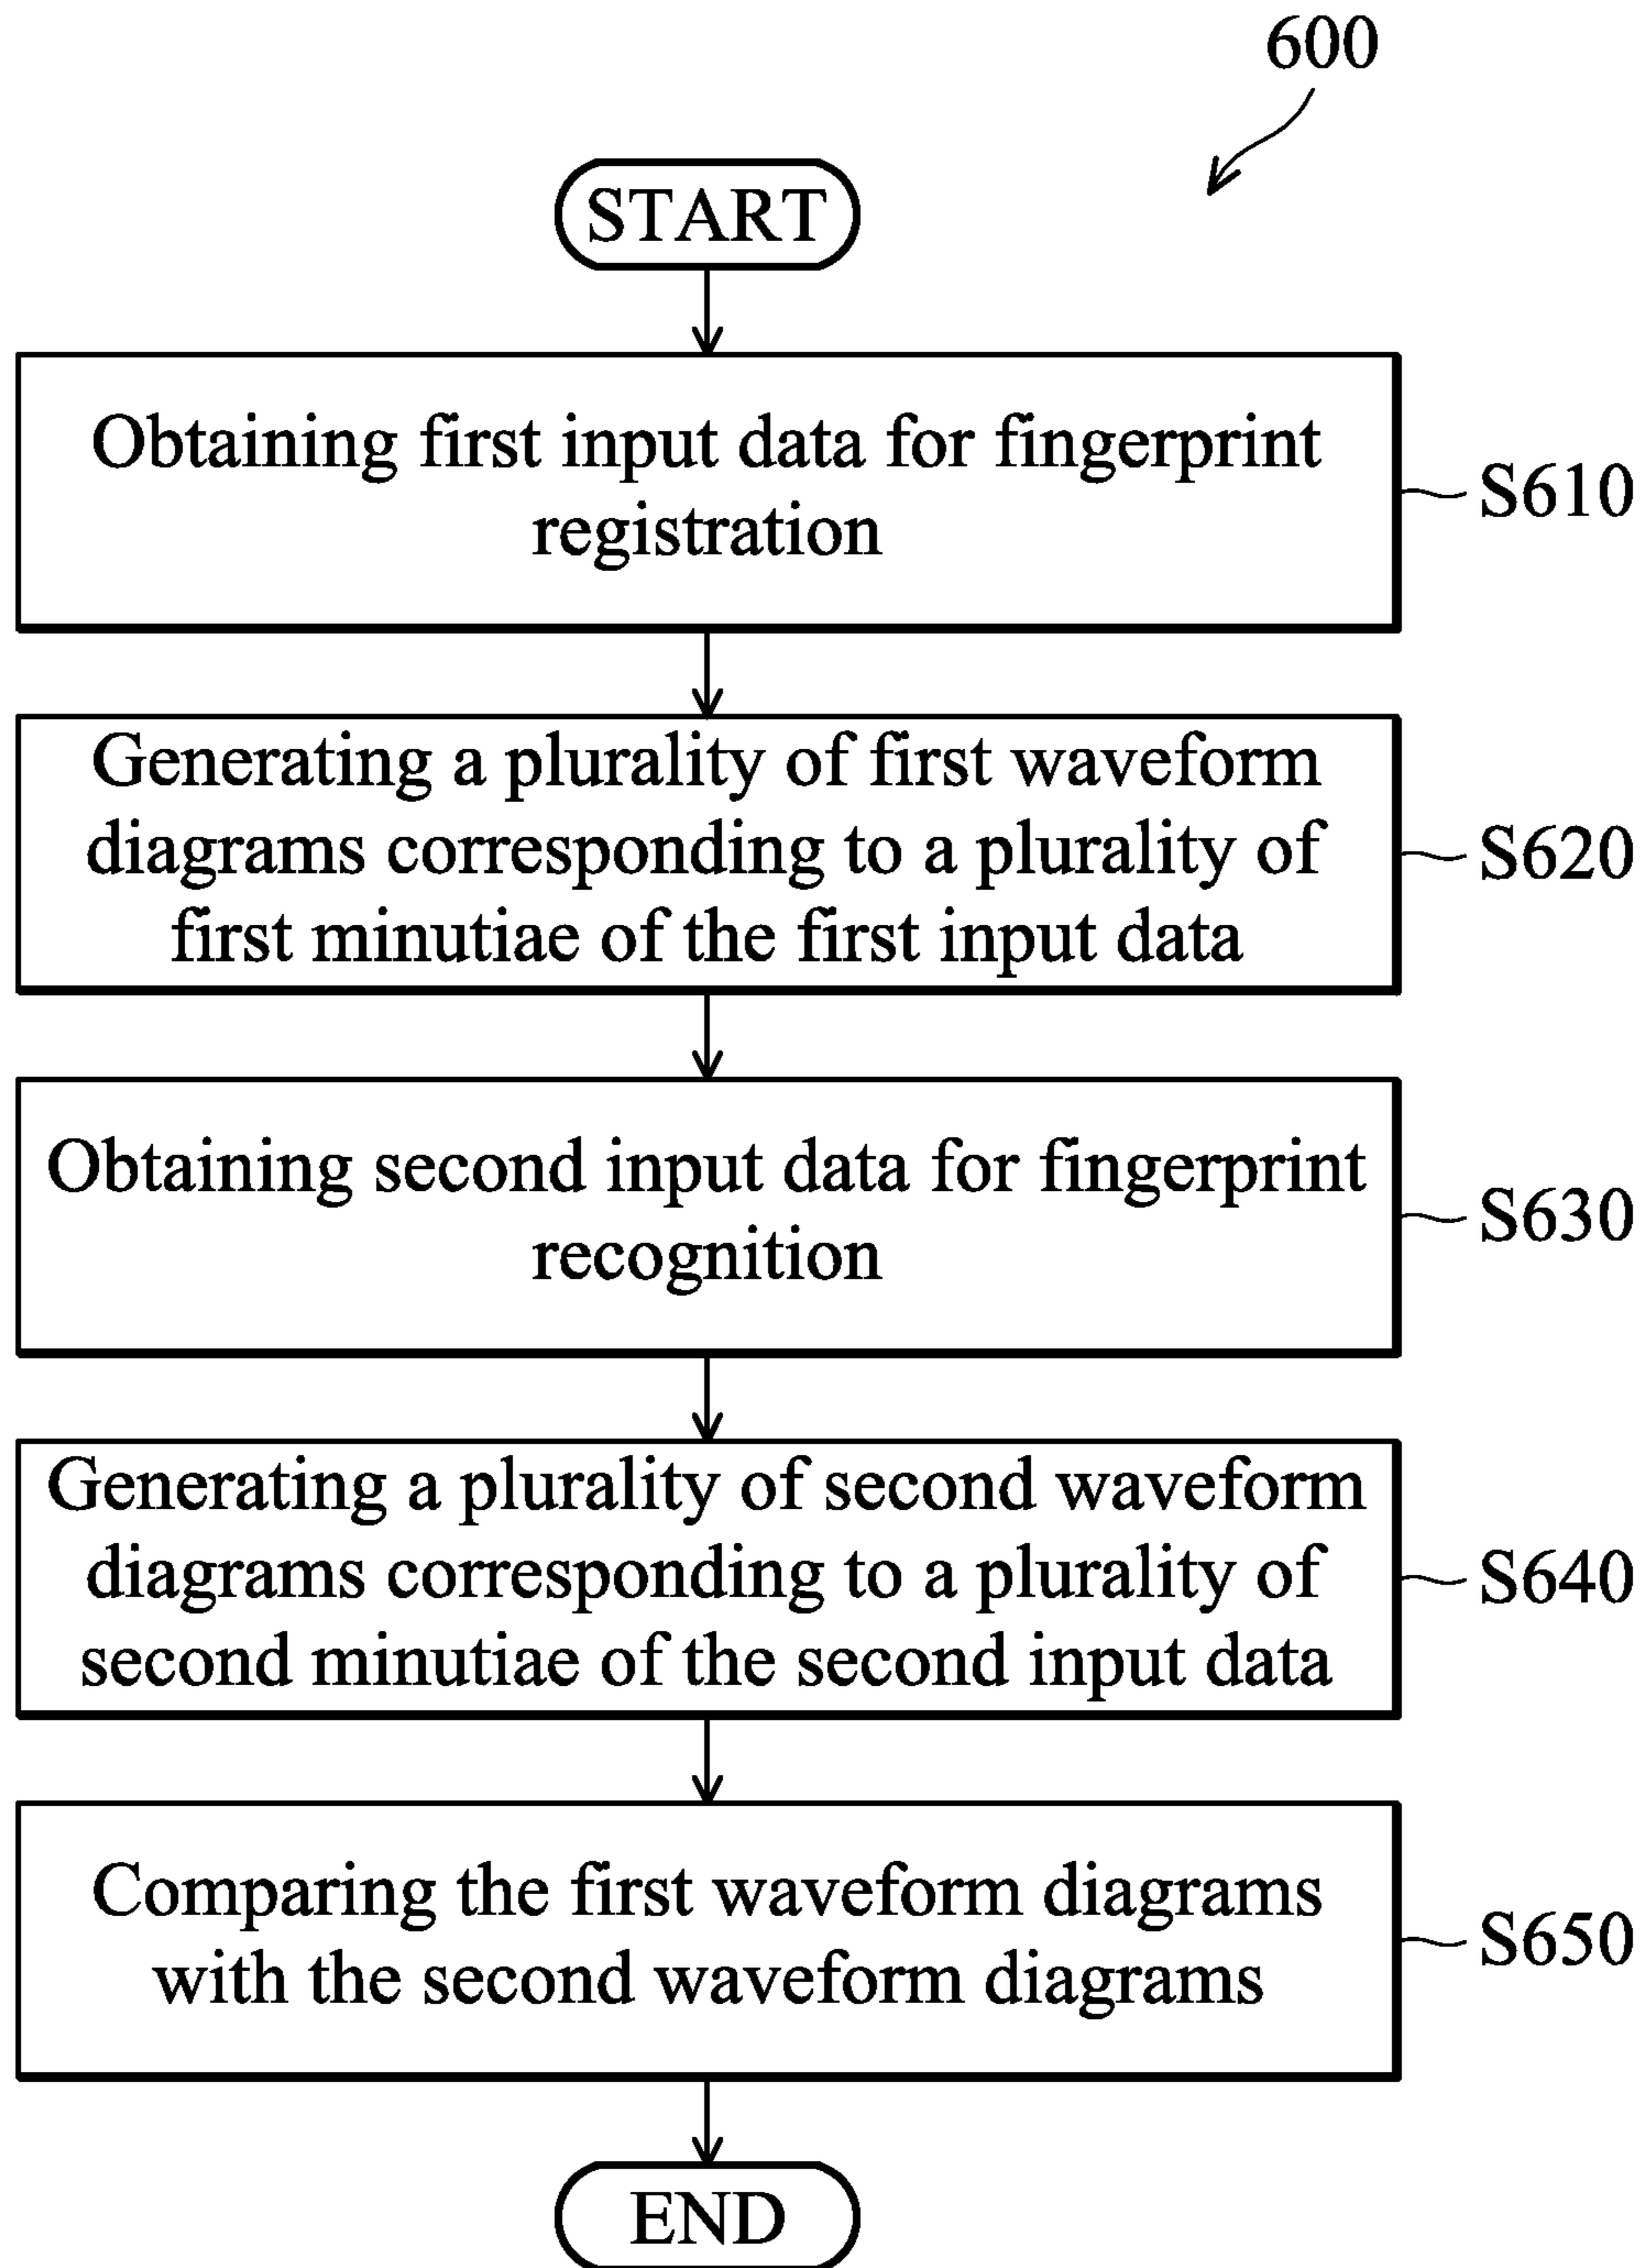 600
START
Obtaining first input data for fingerprint
registration
S610
Generating a plurality of first waveform
diagrams corresponding to a plurality of
first minutiae of the first input data
S620
Obtaining second input data for fingerprint
recognition
S630
Generating a plurality of second waveform
diagrams corresponding to a plurality of
second minutiae of the second input data
S640
Comparing the first waveform diagrams
with the second waveform diagrams
S650
END